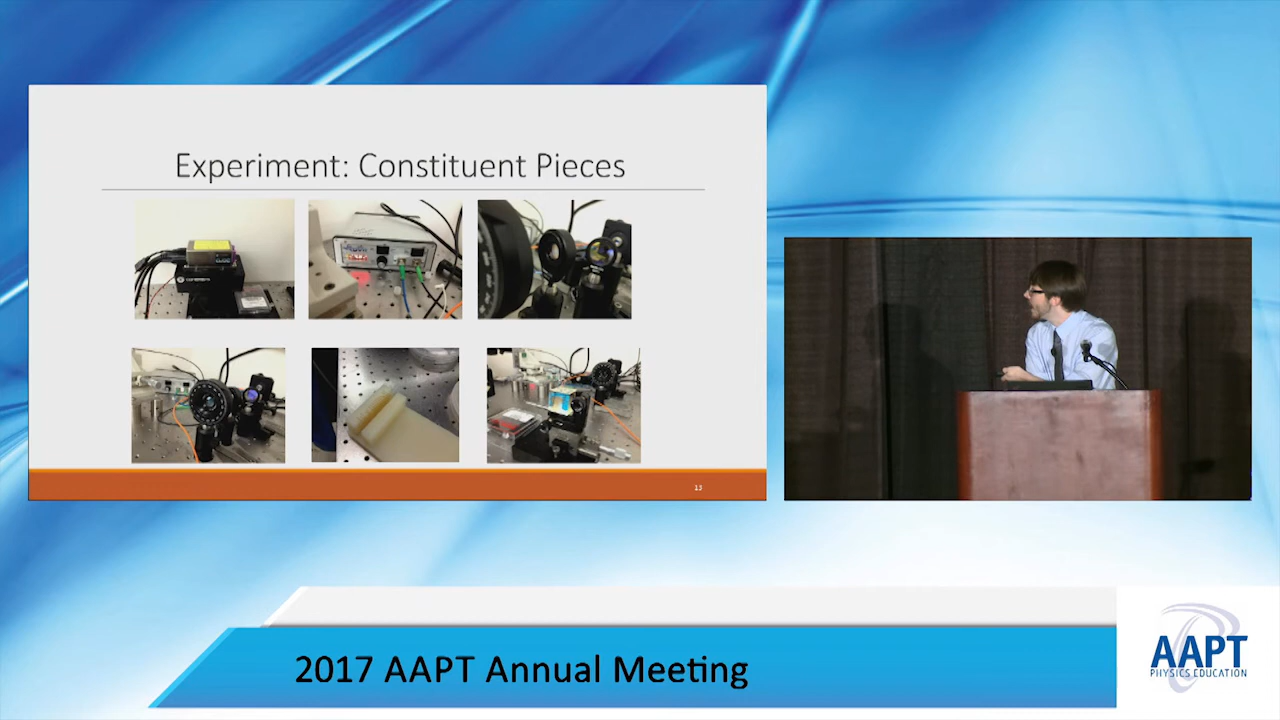 Experiment: Constituent Pieces
13
2017 AAPT Annual Meeting
AAPT
PHYSICS EDUCATION